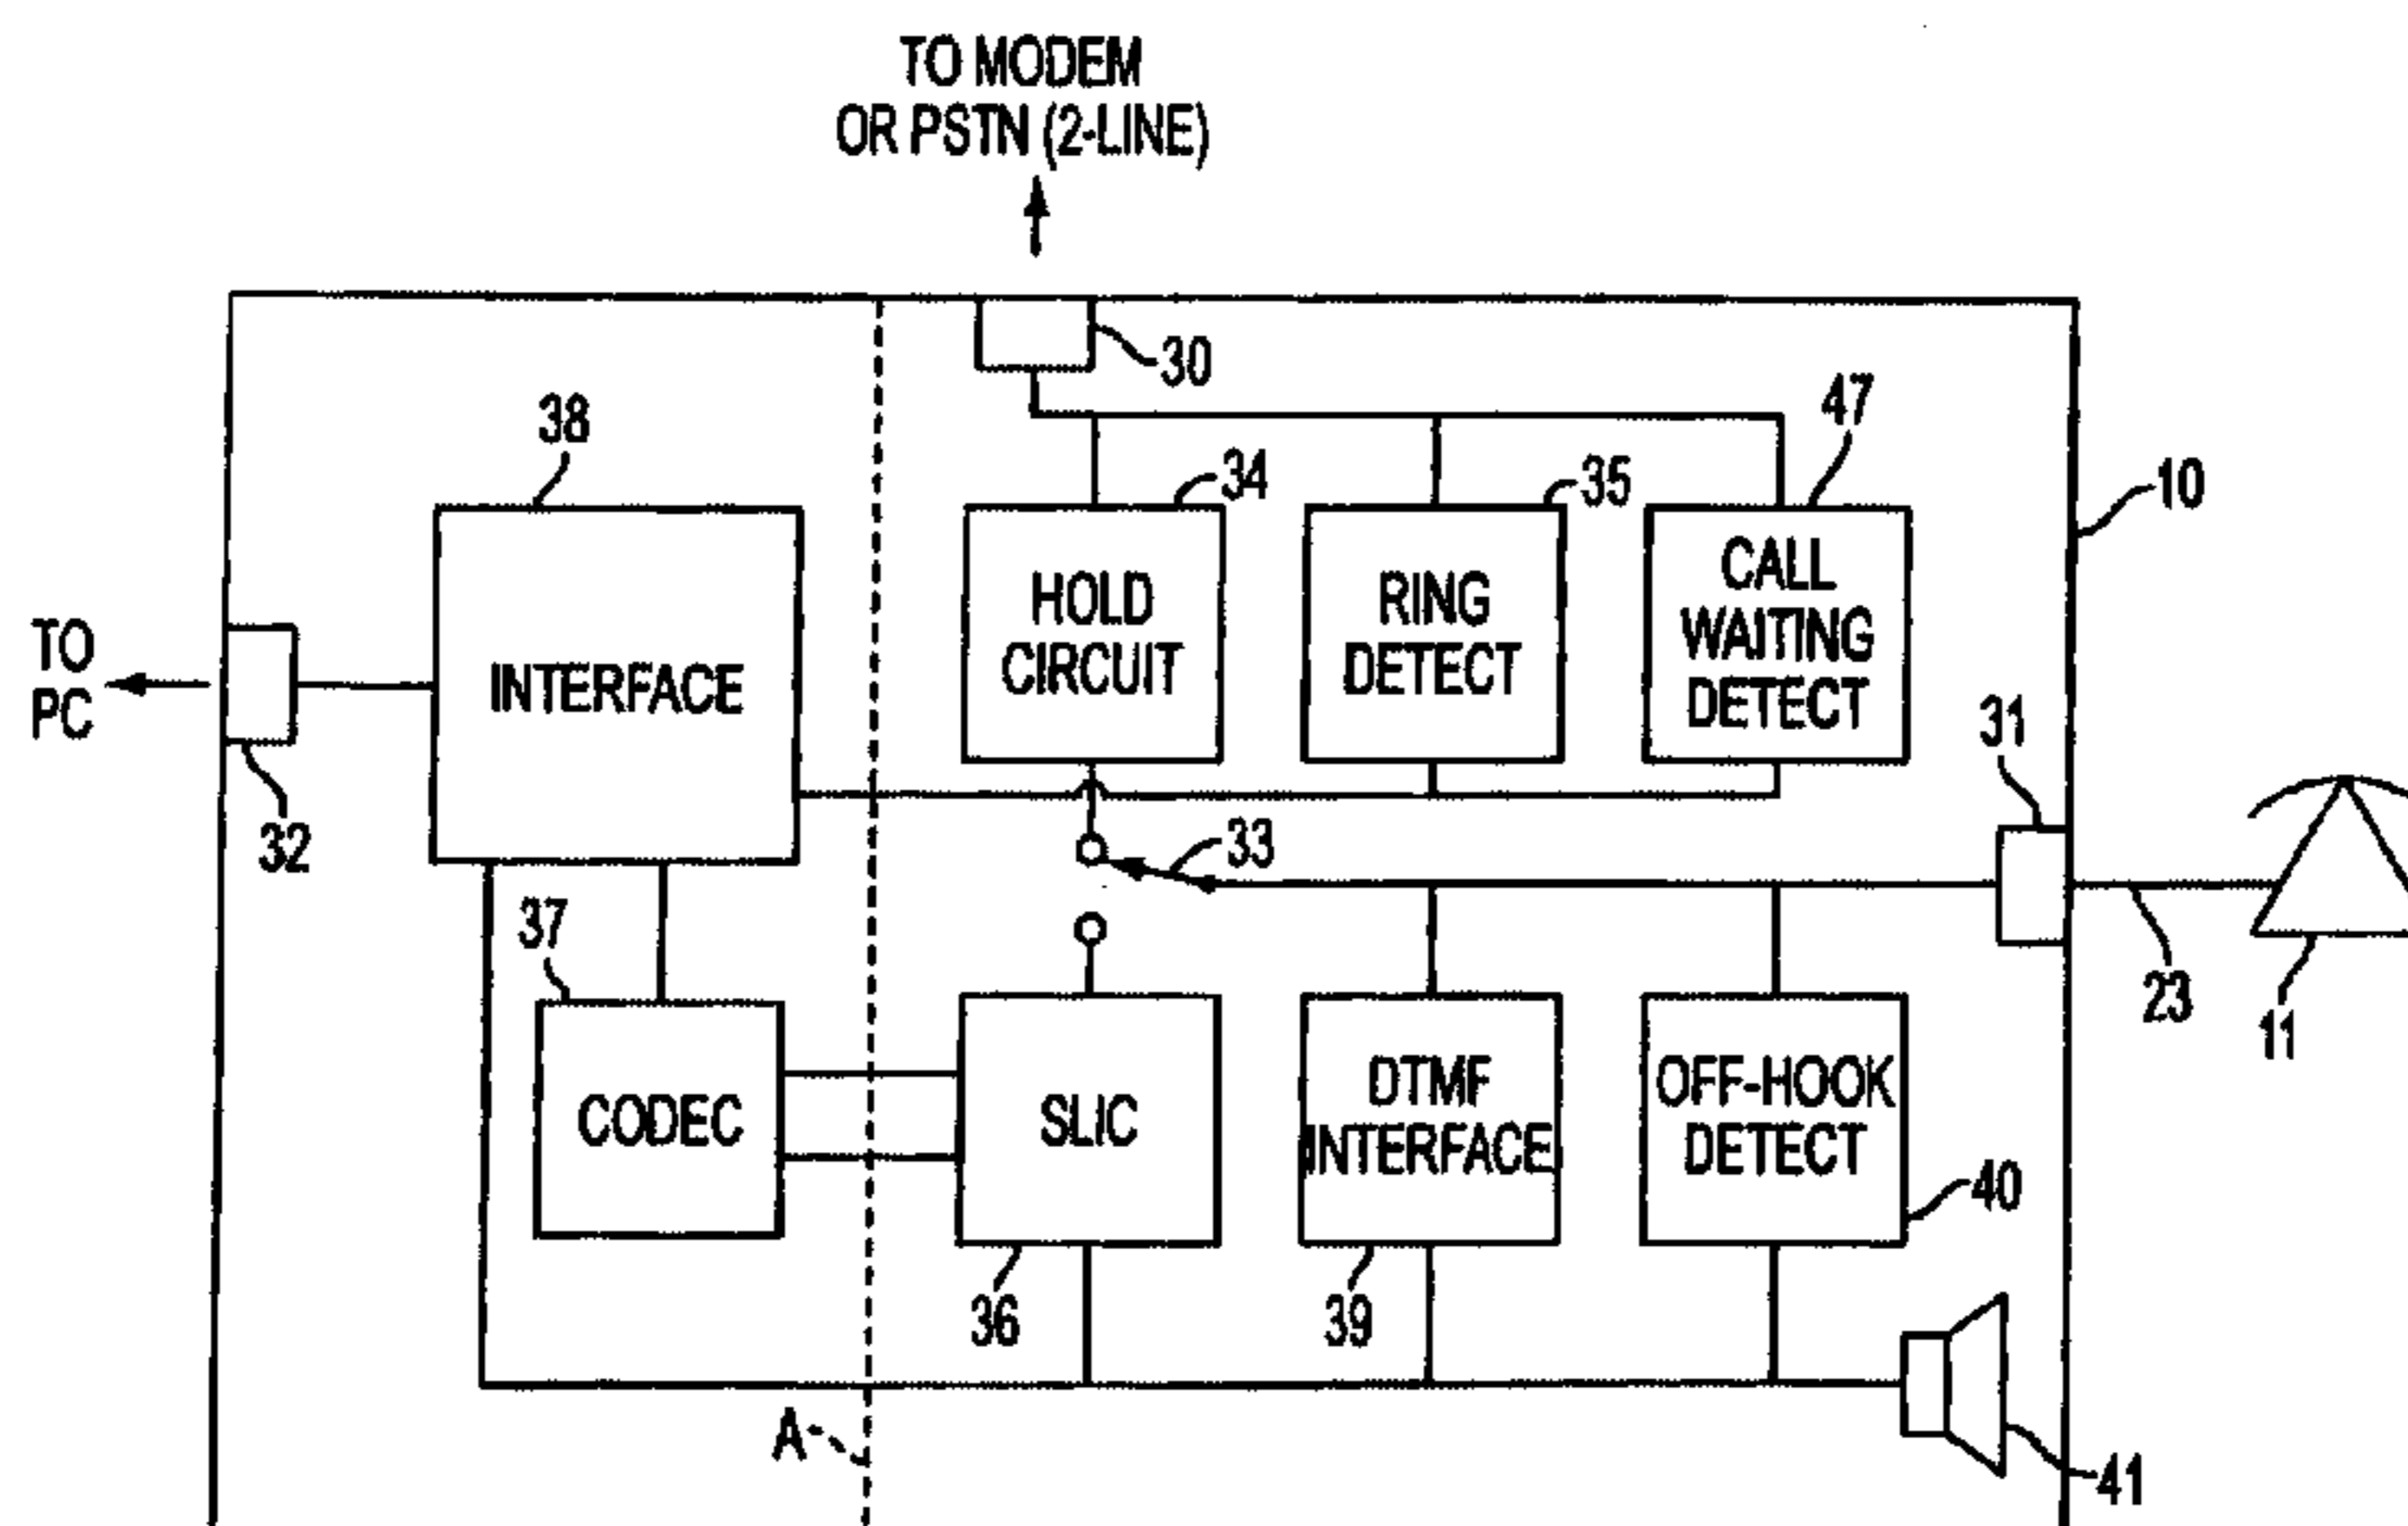 TO MODEM
OR PSTN (2-LINE)
30
38
34
35
47
10
HOLD
CIRCUIT
RING
DETECT
CALL
WAITING
DETECT
INTERFACE
TO
PC
32
31
33
37
23
11
CODEC
SLIC
DTMF
INTERFACE
OFF-HOOK
DETECT
40
36
39
A
41